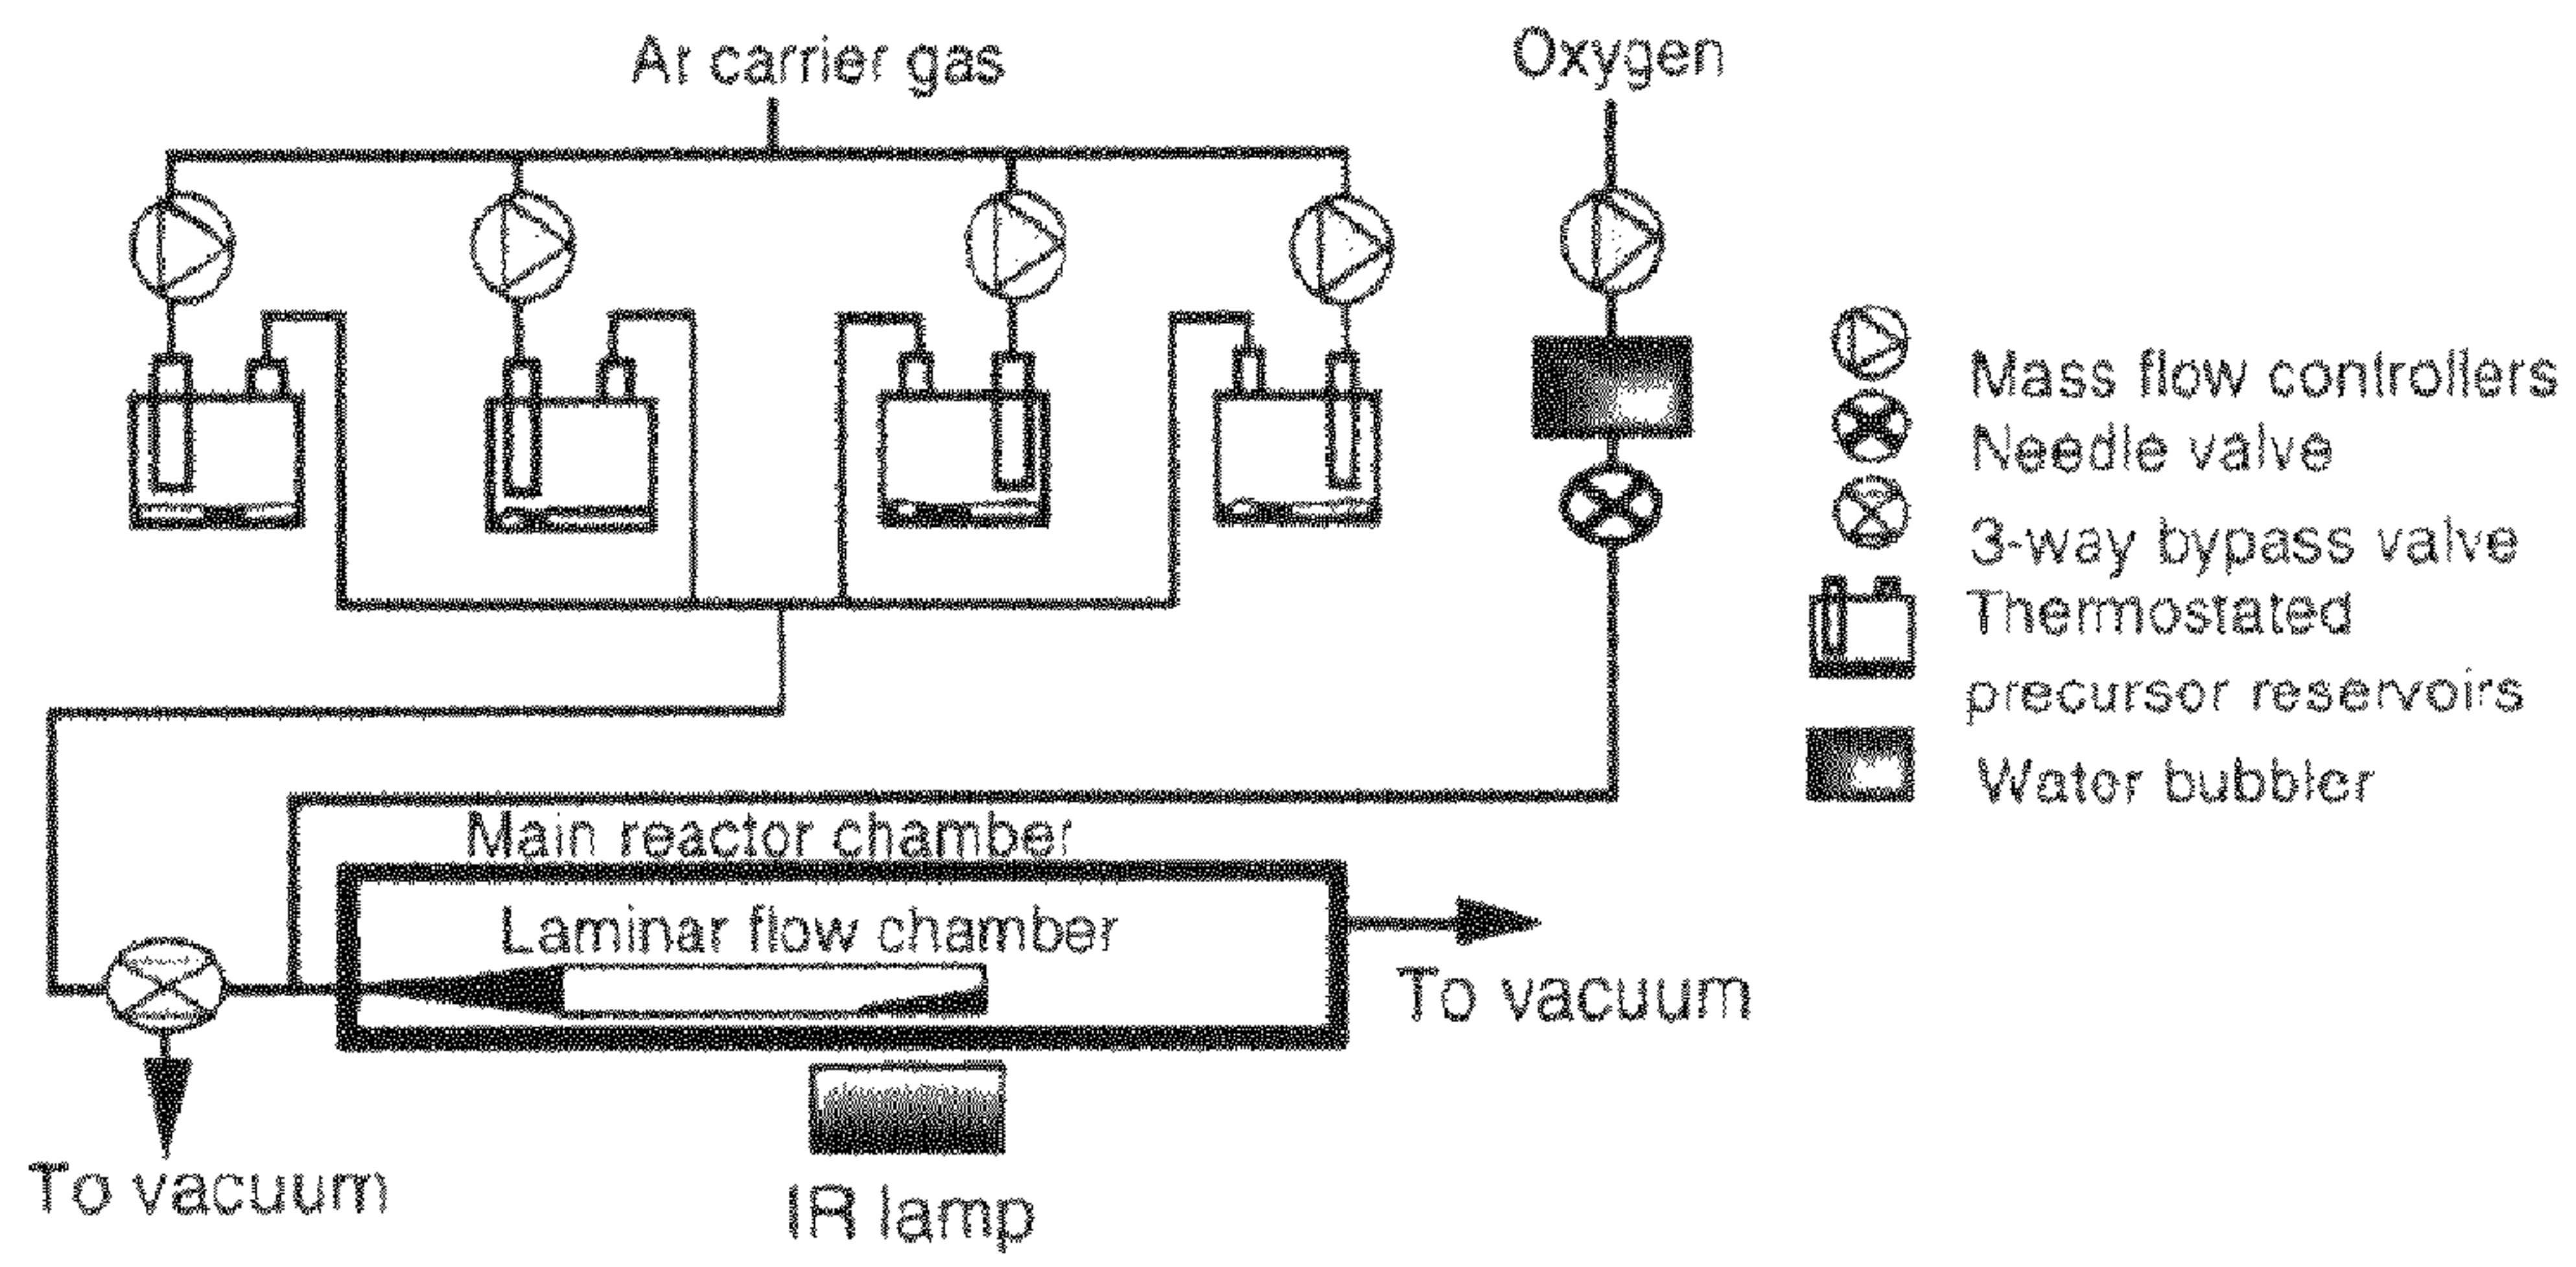 Ar carrier gas
Oxygen
Mass flow controllers
Needle valve
3-way bypass valve
Thermostated
precursor reservoirs
Water bubbler
Main reactor chamber
Laminar flow chamber
To vacuum
To vacuum
IR lamp